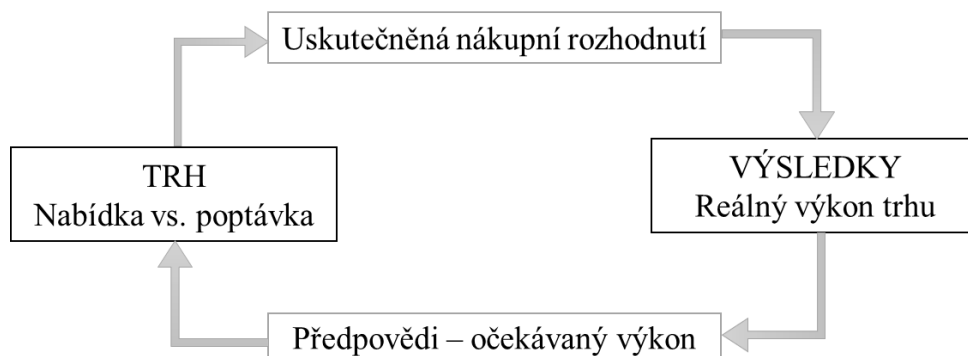 Uskutečněná nákupní rozhodnutí
TRH
Nabídka vs. poptávka
VÝSLEDKY
Reálný výkon trhu
Předpovědi – očekávaný výkon